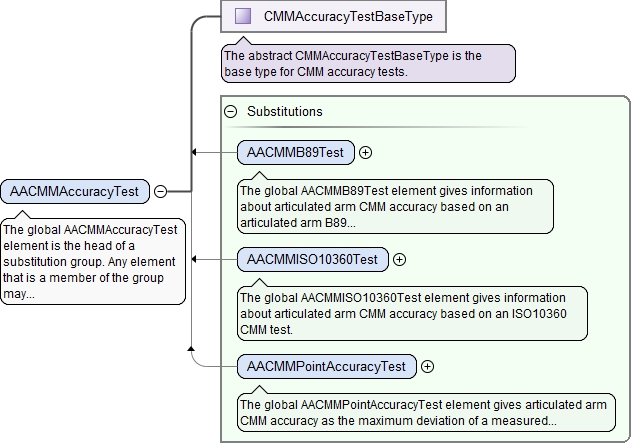 CMMAccuracyTestBaseType
The abstract CMMAccuracyTestBaseType is the
base type for CMM accuracy tests.
Substitutions
AACMMB89Test
The global AACMMB89Test element gives information
about articulated arm CMM accuracy based on an
articulated arm B89...
AACMMAccuracyTest
The global AACMMAccuracyTest
element is the head of a
substitution group. Any element
that is a member of the group
may...
AACMMISO10360Test
The global AACMMISO10360Test element gives information
about articulated arm CMM accuracy based on an ISO10360
CMM test.
AACMMPointAccuracyTest
The global AACMMPointAccuracyTest element gives articulated arm
CMM accuracy as the maximum deviation of a measured...